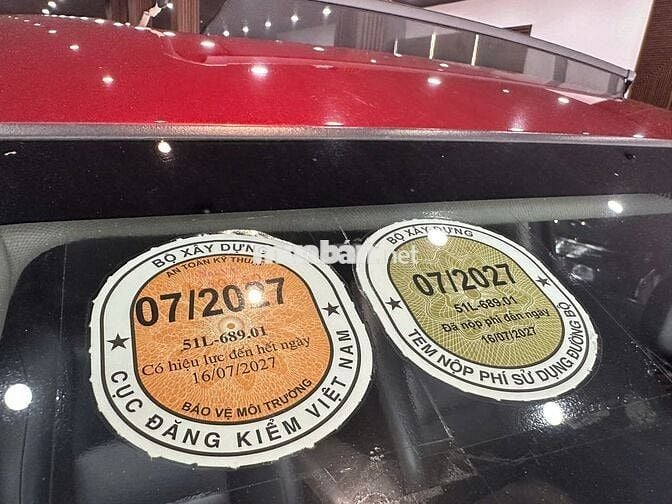 BỘ XÂY DỰNG
AN TOÀN KỸ THUẬT
07/2027
51L-689.01
Có hiệu lực đến hết ngày
16/07/2027
BẢO VỆ MÔI TRƯỜNG
CỤC ĐĂNG KIỂM VIỆT NAM
BỘ XÂY DỰNG
07/2027
51L-689.01
Đã nộp phí đến ngày
16/07/2027
TEM NỘP PHÍ SỬ DỤNG ĐƯỜNG BỘ
.net